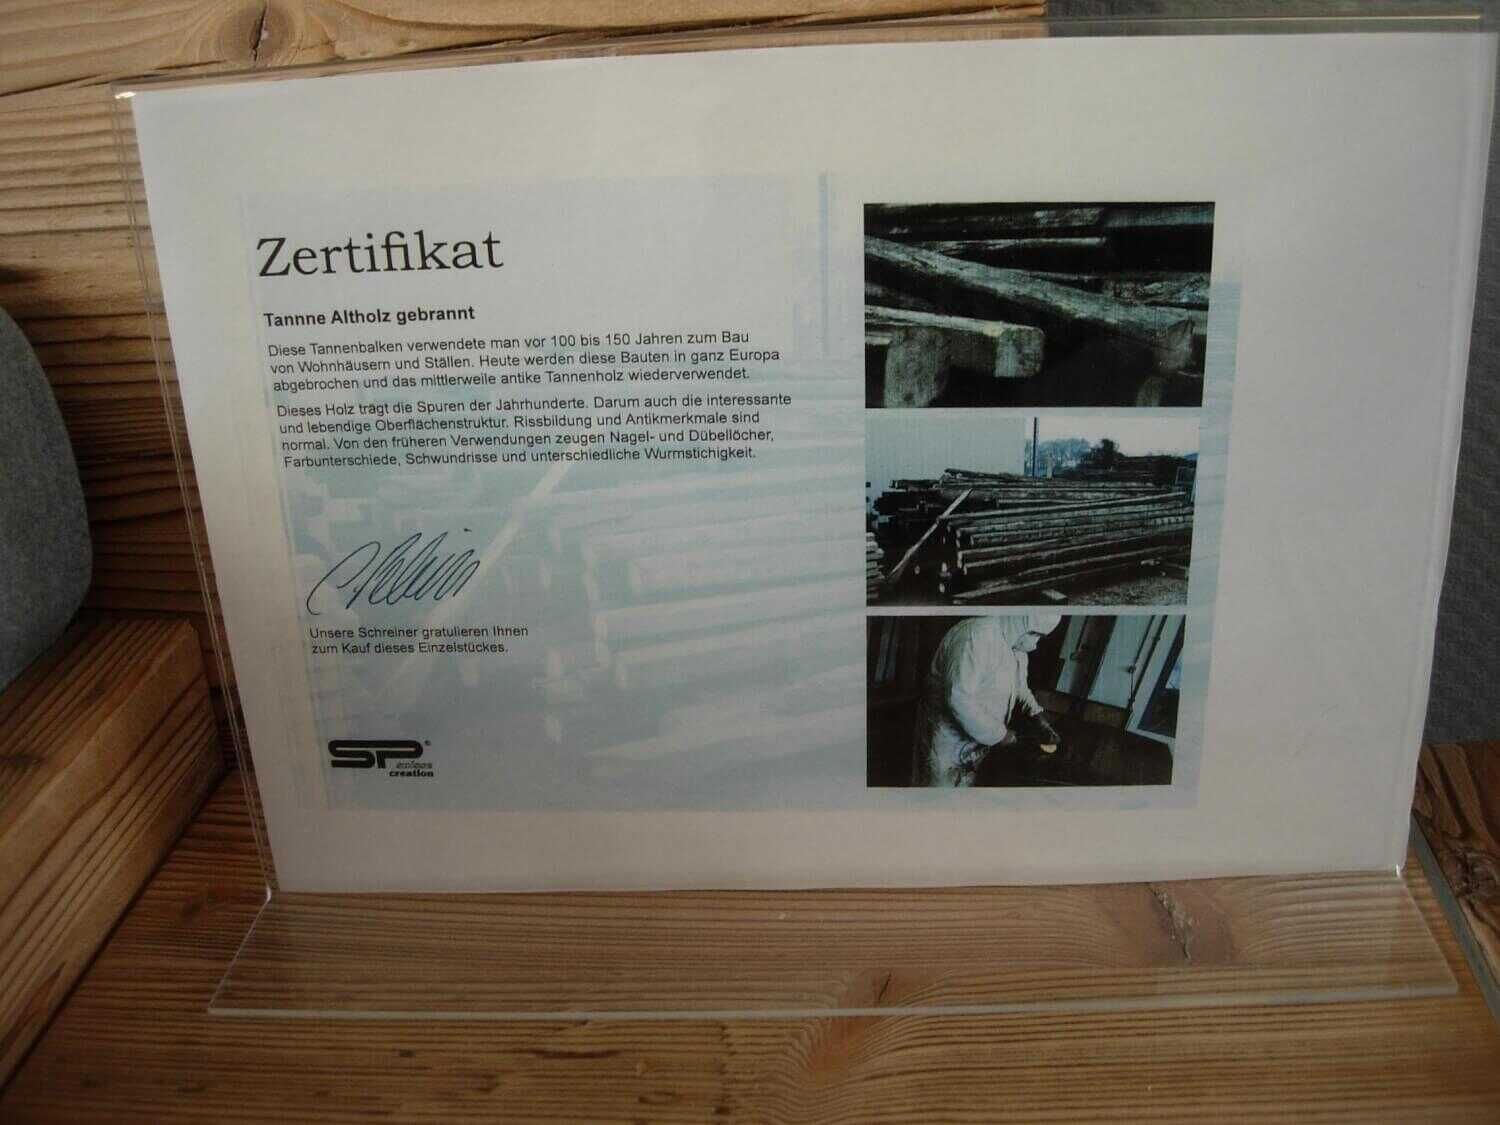 Zertifikat
Tannne Altholz gebrannt
Diese Tannenbalken verwendete man vor 100 bis 150 Jahren zum Bau
von Wohnhäusern und Ställen. Heute werden diese Bauten in ganz Europa
abgebrochen und das mittlerweile antike Tannenholz wiederverwendet.
Dieses Holz trägt die Spuren der Jahrhunderte. Darum auch die interessante
und lebendige Oberflächenstruktur. Rissbildung und Antikmerkmale sind
normal. Von den früheren Verwendungen zeugen Nagel- und Dübellöcher,
Farbunterschiede, Schwundrisse und unterschiedliche Wurmstichigkeit.
Unsere Schreiner gratulieren Ihnen
zum Kauf dieses Einzelstückes.
SP®
swiss
creation